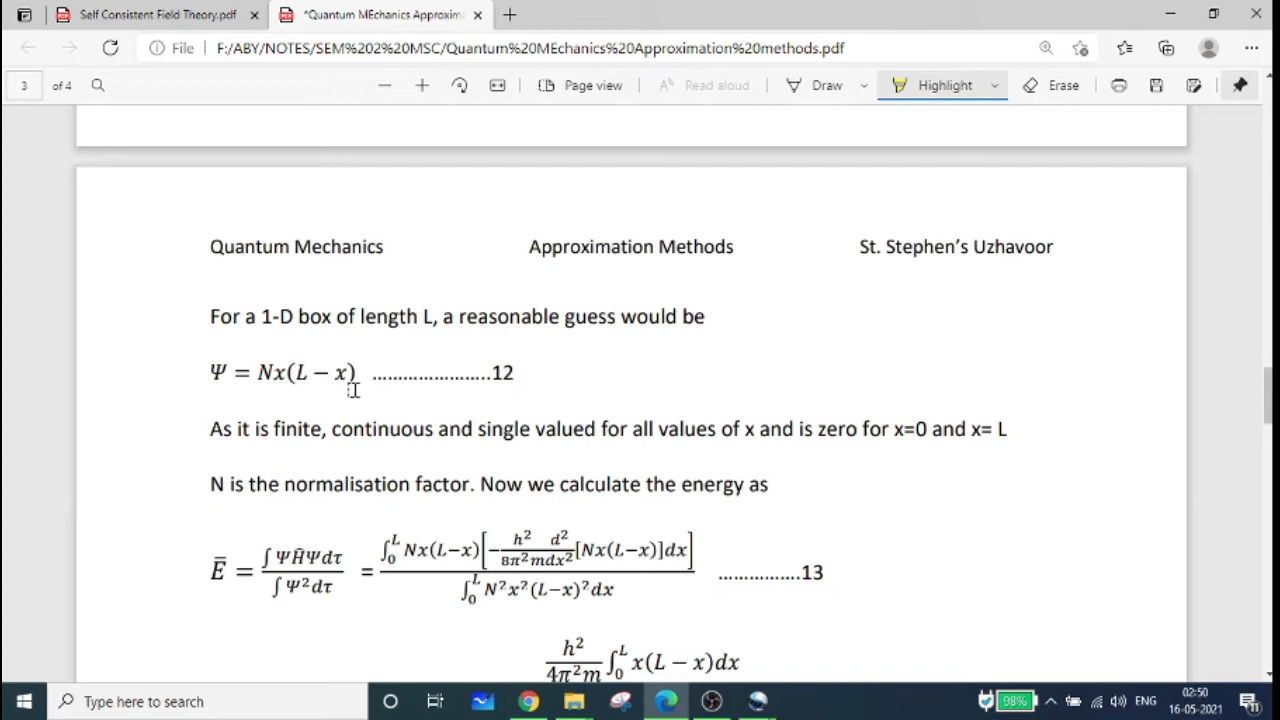 Self Consistent Field Theory.pdf
*Quantum MEchanics Approxim
File F:/ABY/NOTES/SEM%202%20MSC/Quantum%20MEchanics%20Approximation%20methods.pdf
3 of 4 Page view Read aloud Draw Highlight Erase
Quantum Mechanics Approximation Methods St. Stephen's Uzhavoor
For a 1-D box of length L, a reasonable guess would be
Ψ = Nx(L − x) ........................12
As it is finite, continuous and single valued for all values of x and is zero for x=0 and x= L
N is the normalisation factor. Now we calculate the energy as
Ē = ∫ΨĤΨdτ / ∫Ψ²dτ = ∫₀ᴸ Nx(L−x)[−h²/8π²m d²/dx² [Nx(L−x)]dx] / ∫₀ᴸ N²x²(L−x)²dx ................13
h²/4π²m ∫₀ᴸ x(L − x)dx
Type here to search 98% ENG 02:50
16-05-2021 11